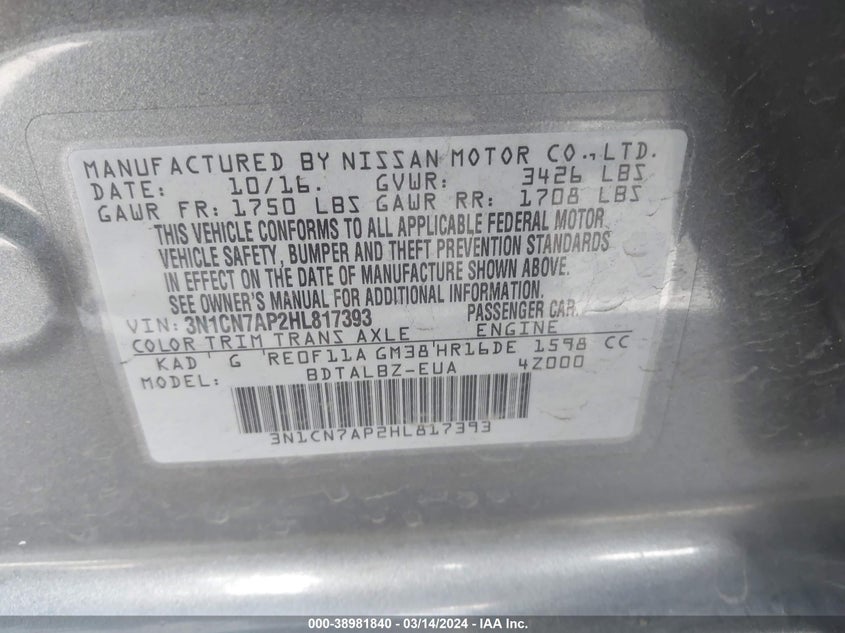 MANUFACTURED BY NISSAN MOTOR CO., LTD.
DATE: 10/16. GVWR: 3426 LBS
GAWR FR: 1750 LBS GAWR RR: 1708 LBS
THIS VEHICLE CONFORMS TO ALL APPLICABLE FEDERAL MOTOR
VEHICLE SAFETY, BUMPER AND THEFT PREVENTION STANDARDS
IN EFFECT ON THE DATE OF MANUFACTURE SHOWN ABOVE.
SEE OWNER'S MANUAL FOR ADDITIONAL INFORMATION.
VIN: 3N1CN7AP2HL817393 PASSENGER CAR
COLOR TRIM TRANS AXLE ENGINE
KAD G RE0F11A GM38 HR16DE 1598 CC
MODEL: BDTALBZ-EUA 4Z000
3N1CN7AP2HL817393
000-38981840 - 03/14/2024 - IAA, Inc.